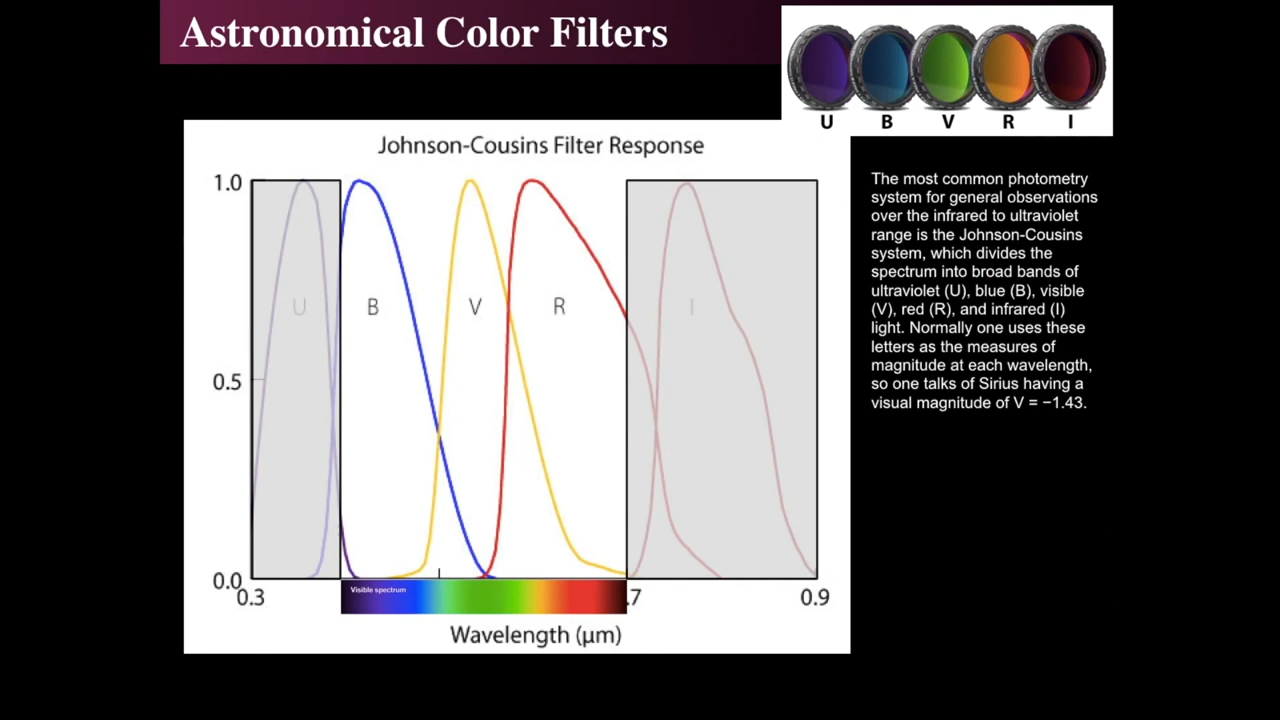 Astronomical Color Filters
U B V R I
Johnson-Cousins Filter Response
1.0
U B V R I
0.5
0.0
0.3 .7 0.9
Visible spectrum
Wavelength (μm)
The most common photometry
system for general observations
over the infrared to ultraviolet
range is the Johnson-Cousins
system, which divides the
spectrum into broad bands of
ultraviolet (U), blue (B), visible
(V), red (R), and infrared (I)
light. Normally one uses these
letters as the measures of
magnitude at each wavelength,
so one talks of Sirius having a
visual magnitude of V = −1.43.